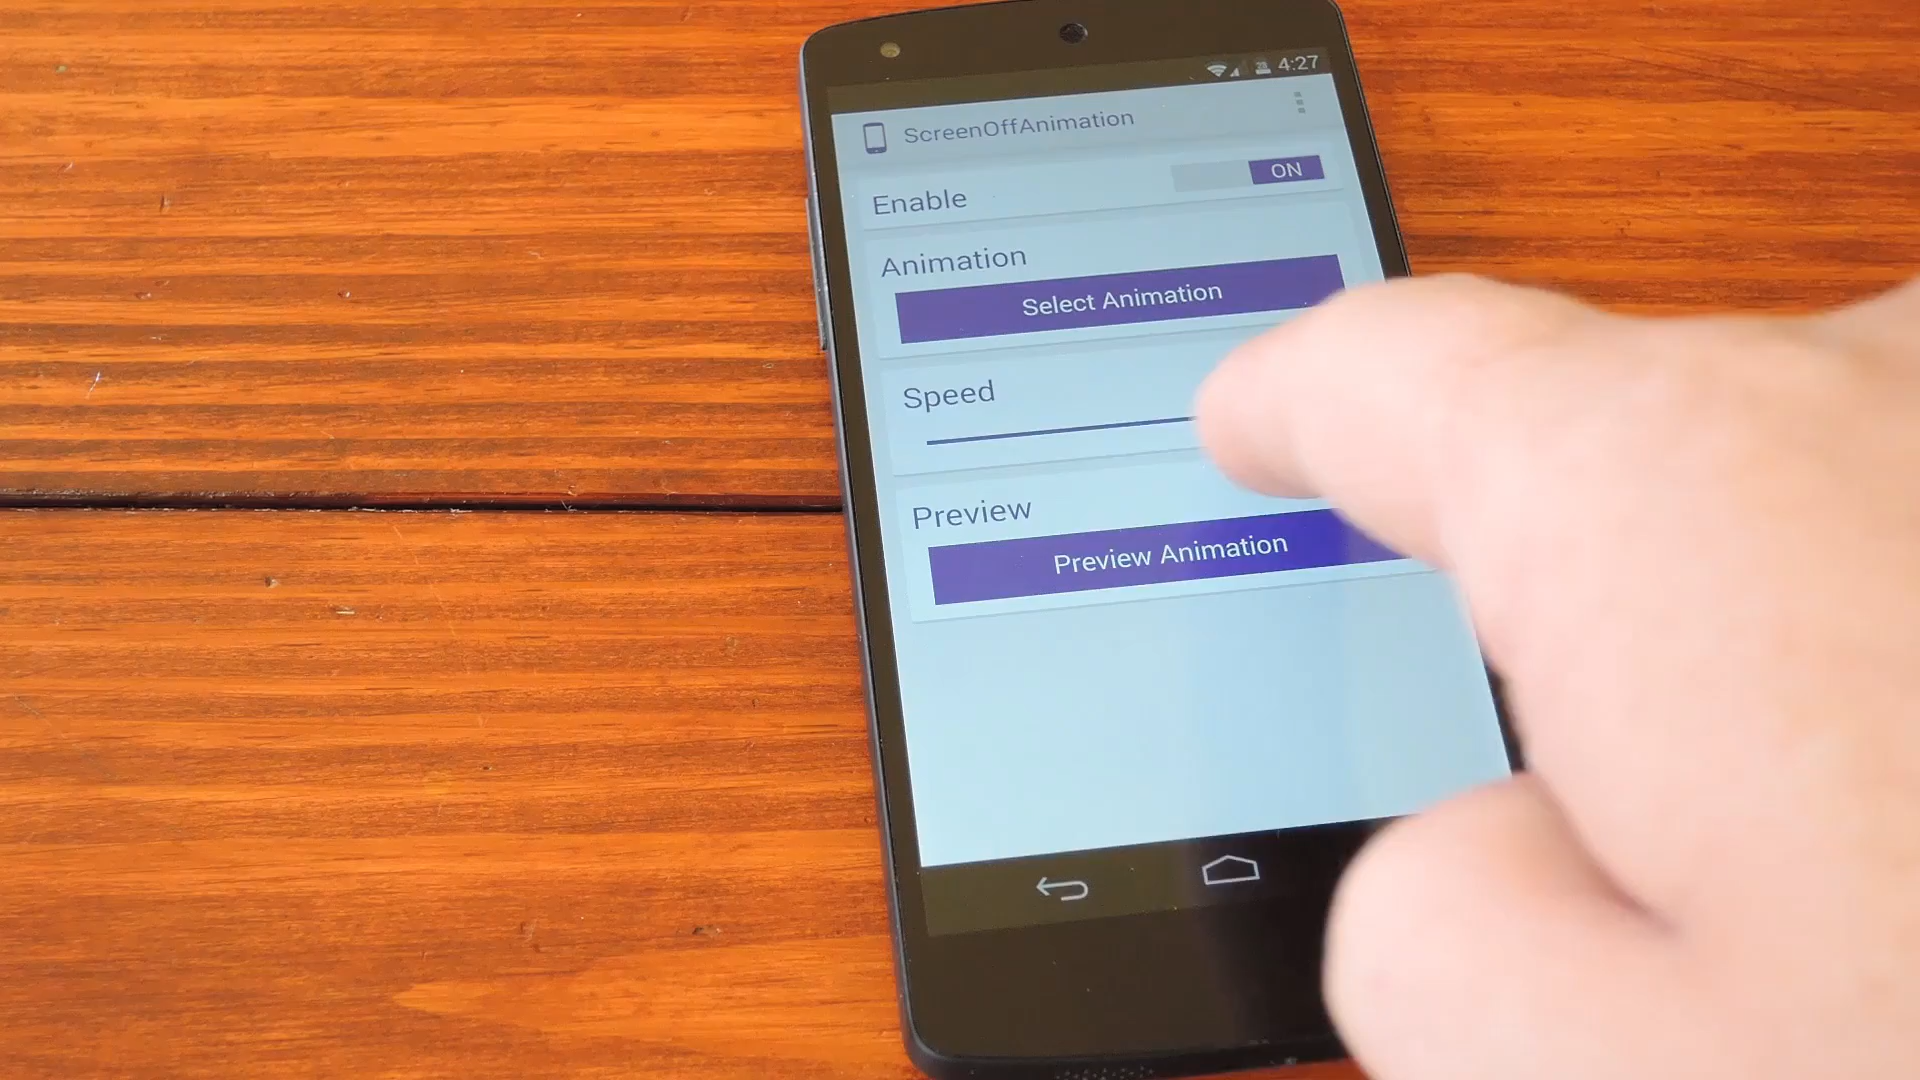 4:27
ScreenOffAnimation
Enable
ON
Animation
Select Animation
Speed
Preview
Preview Animation